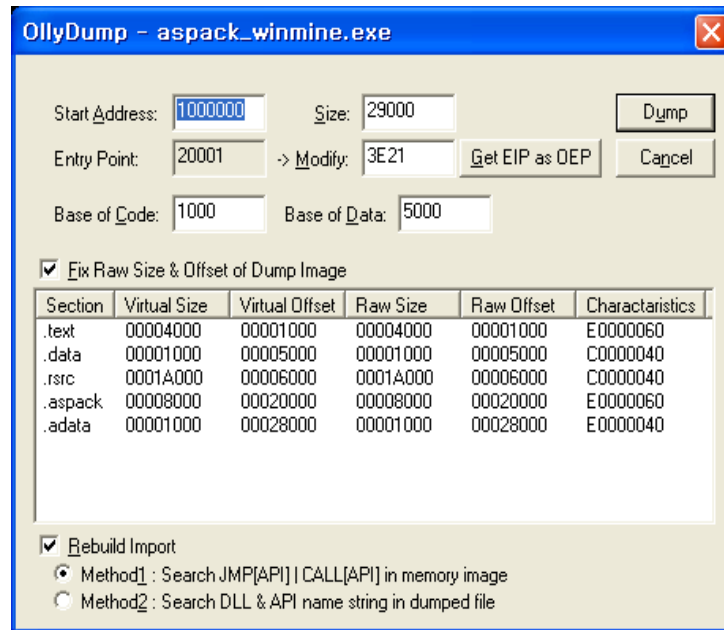 OllyDump - aspack_winmine.exe
Start Address: 1000000 Size: 29000 Dump
Entry Point: 20001 -> Modify: 3E21 Get EIP as OEP Cancel
Base of Code: 1000 Base of Data: 5000
Fix Raw Size & Offset of Dump Image
Section Virtual Size Virtual Offset Raw Size Raw Offset Charactaristics
.text 00004000 00001000 00004000 00001000 E0000060
.data 00001000 00005000 00001000 00005000 C0000040
.rsrc 0001A000 00006000 0001A000 00006000 C0000040
.aspack 00008000 00020000 00008000 00020000 E0000060
.adata 00001000 00028000 00001000 00028000 E0000040
Rebuild Import
Method1 : Search JMP[API] | CALL[API] in memory image
Method2 : Search DLL & API name string in dumped file